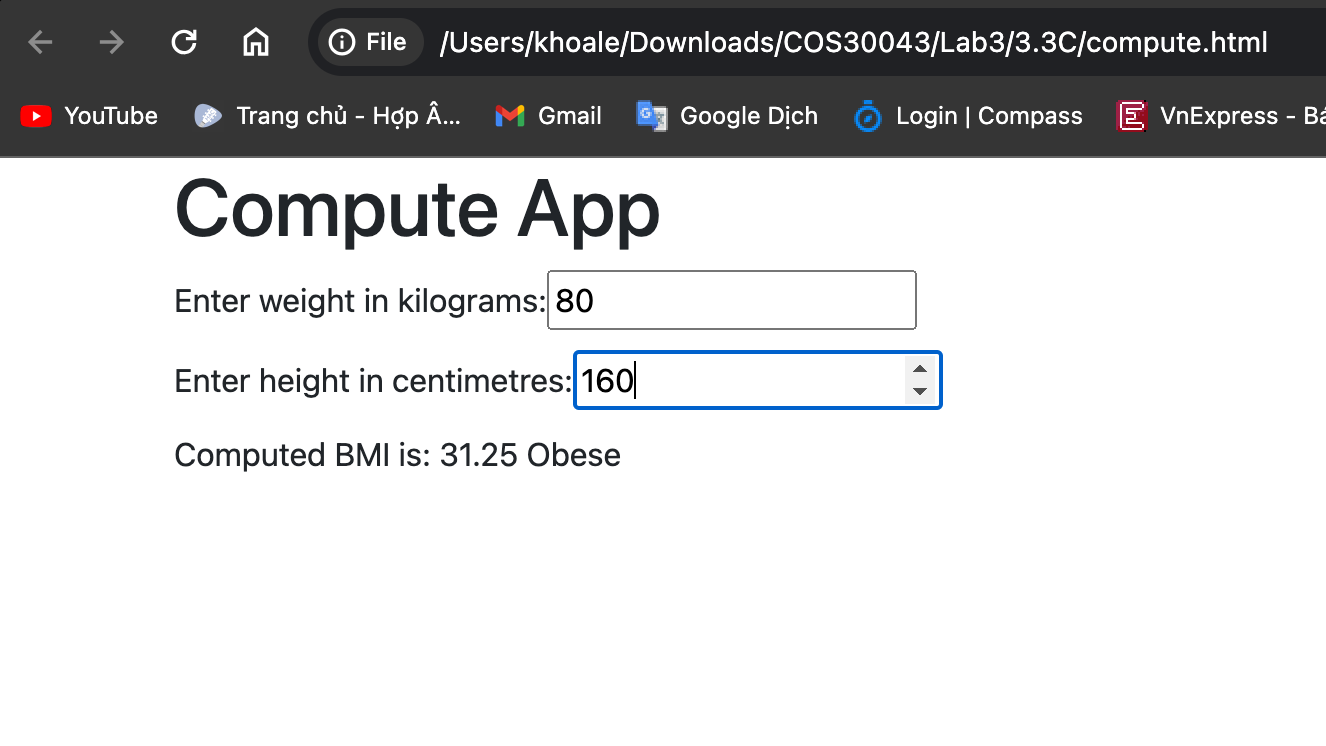 File /Users/khoale/Downloads/COS30043/Lab3/3.3C/compute.html
YouTube Trang chủ - Hợp Â... Gmail Google Dịch Login | Compass VnExpress - Bá
Compute App
Enter weight in kilograms: 80
Enter height in centimetres: 160
Computed BMI is: 31.25 Obese